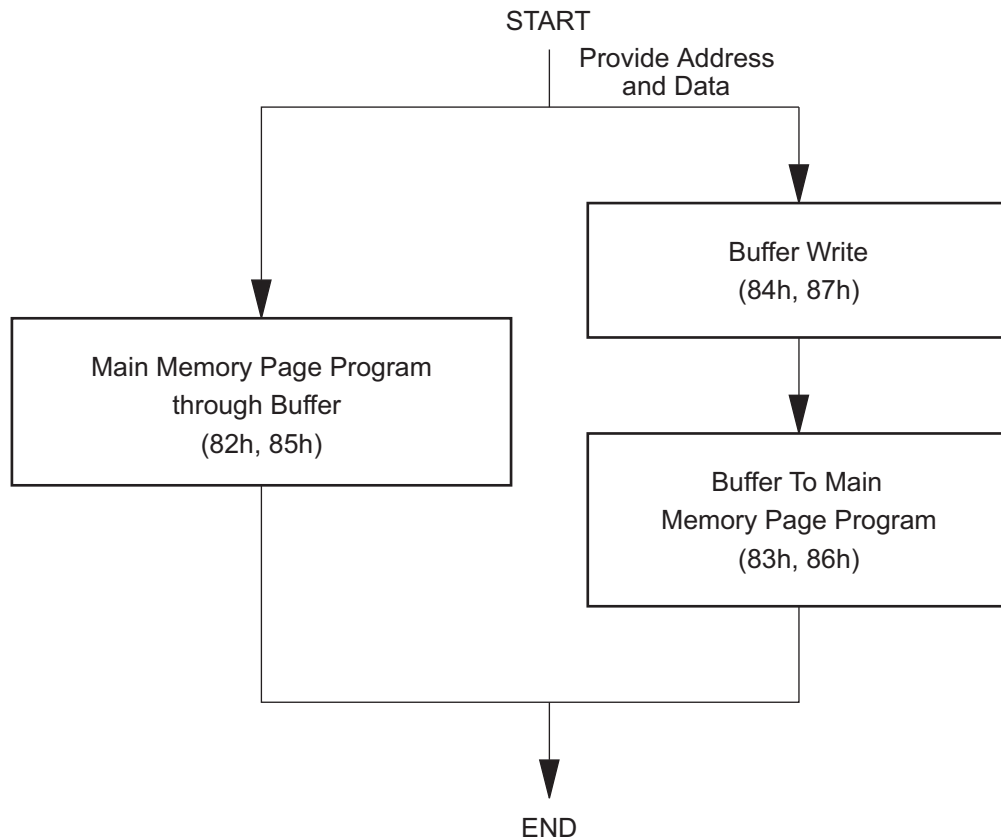 START
Provide Address
and Data
Buffer Write
(84h, 87h)
Main Memory Page Program
through Buffer
(82h, 85h)
Buffer To Main
Memory Page Program
(83h, 86h)
END